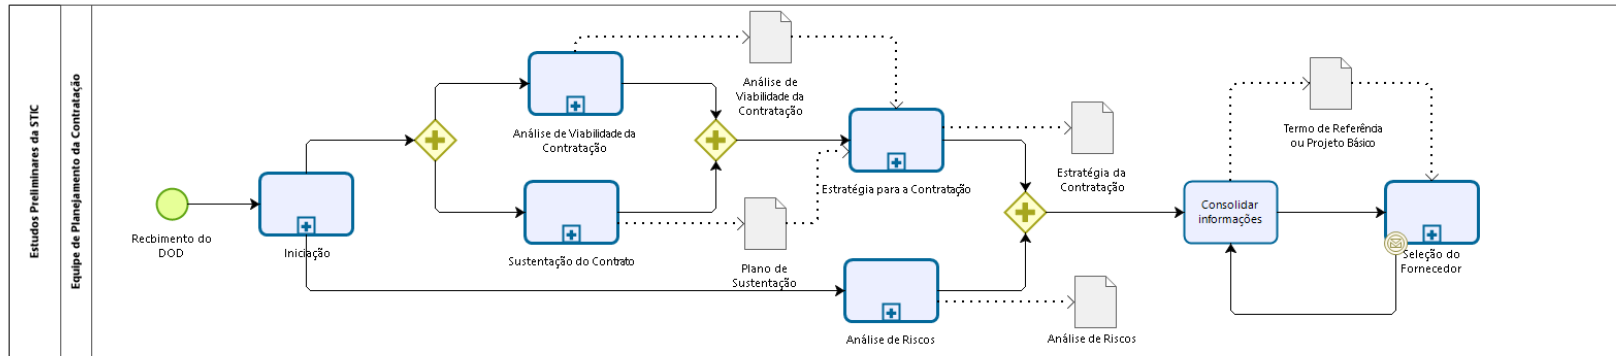 Estudos Preliminares da STIC
Equipe de Planejamento da Contratação
Recbimento do
DOD
Iniciação
Análise de Viabilidade da
Contratação
Sustentação do Contrato
Análise de
Viabilidade da
Contratação
Plano de
Sustentação
Estratégia para a Contratação
Análise de Riscos
Estratégia da
Contratação
Análise de Riscos
Consolidar
informações
Termo de Referência
ou Projeto Básico
Seleção do
Fornecedor